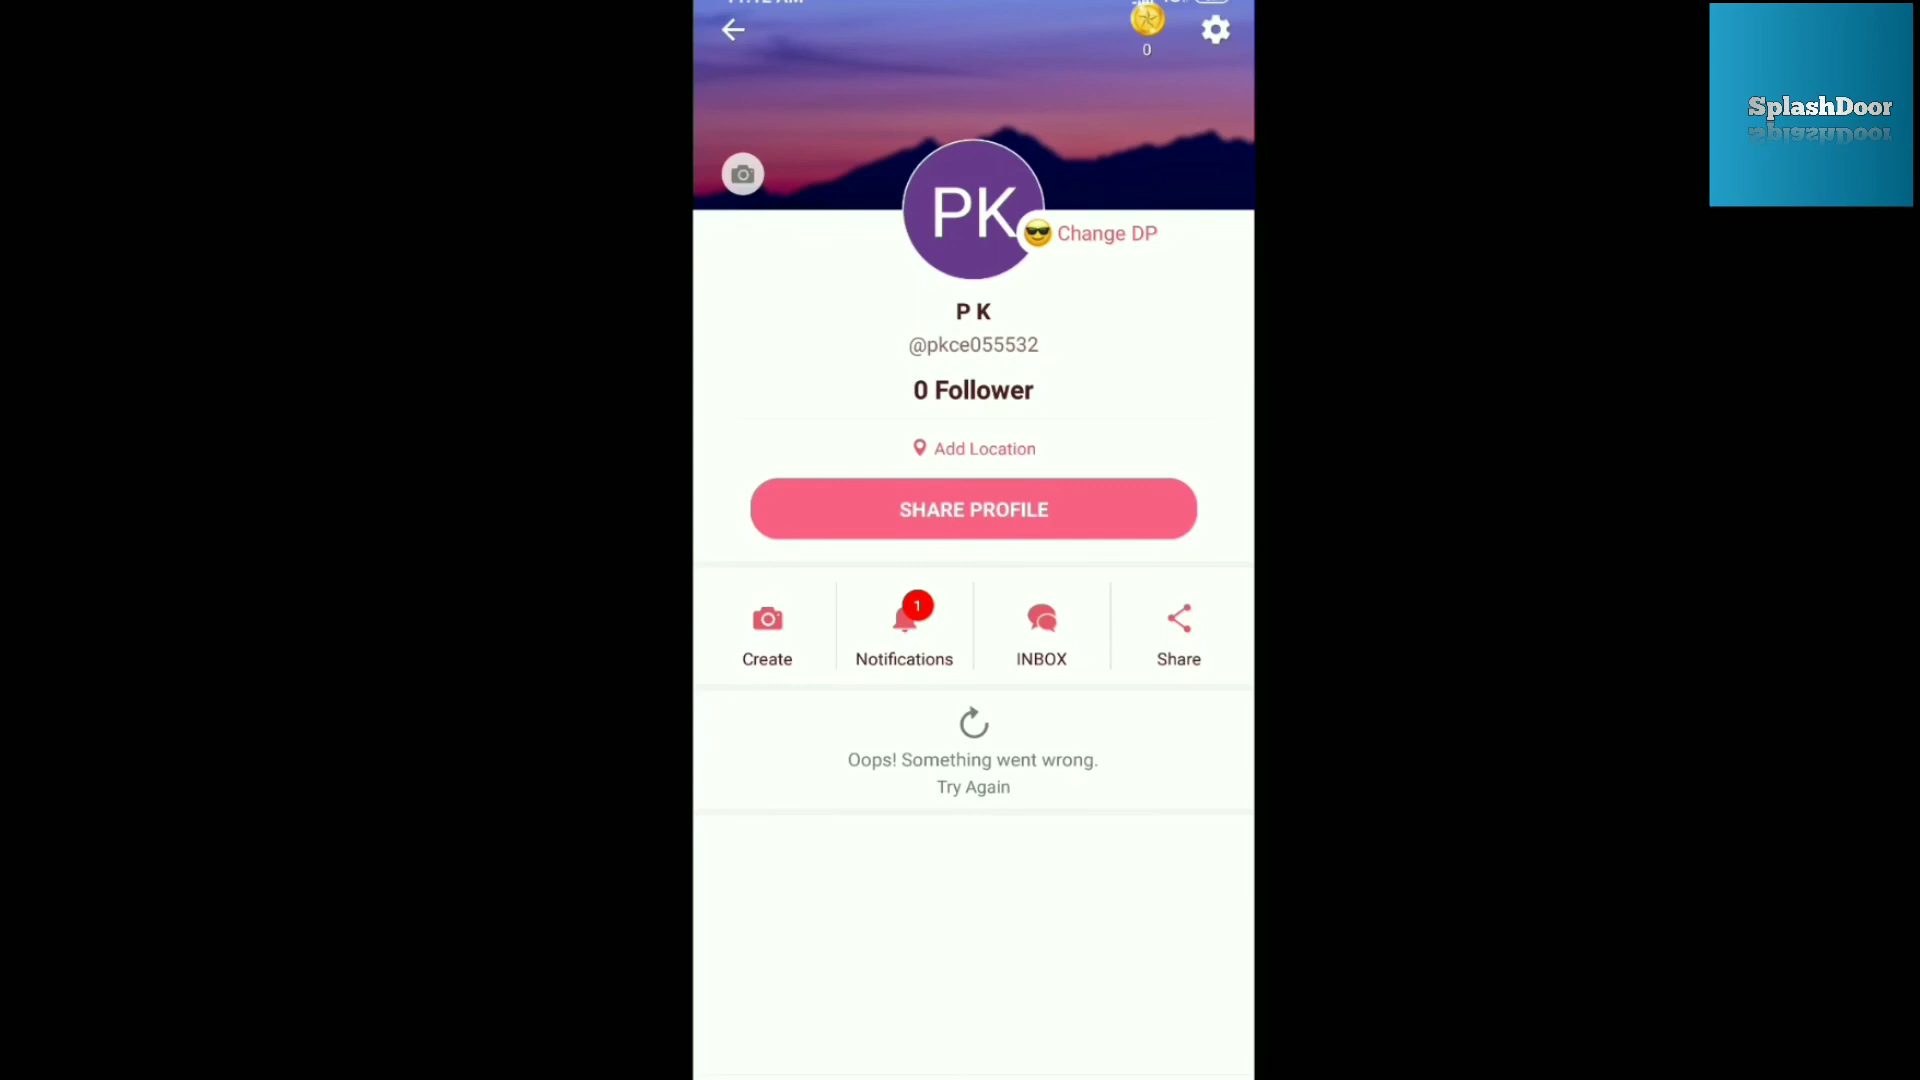 0
SplashDoor
PK
Change DP
P K
@pkce055532
0 Follower
Add Location
SHARE PROFILE
1
Create
Notifications
INBOX
Share
Oops! Something went wrong.
Try Again